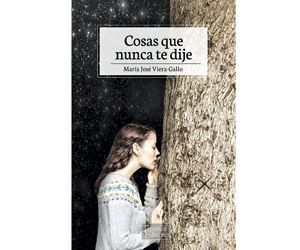 Cosas que
nunca te dije
María José Viera-Gallo